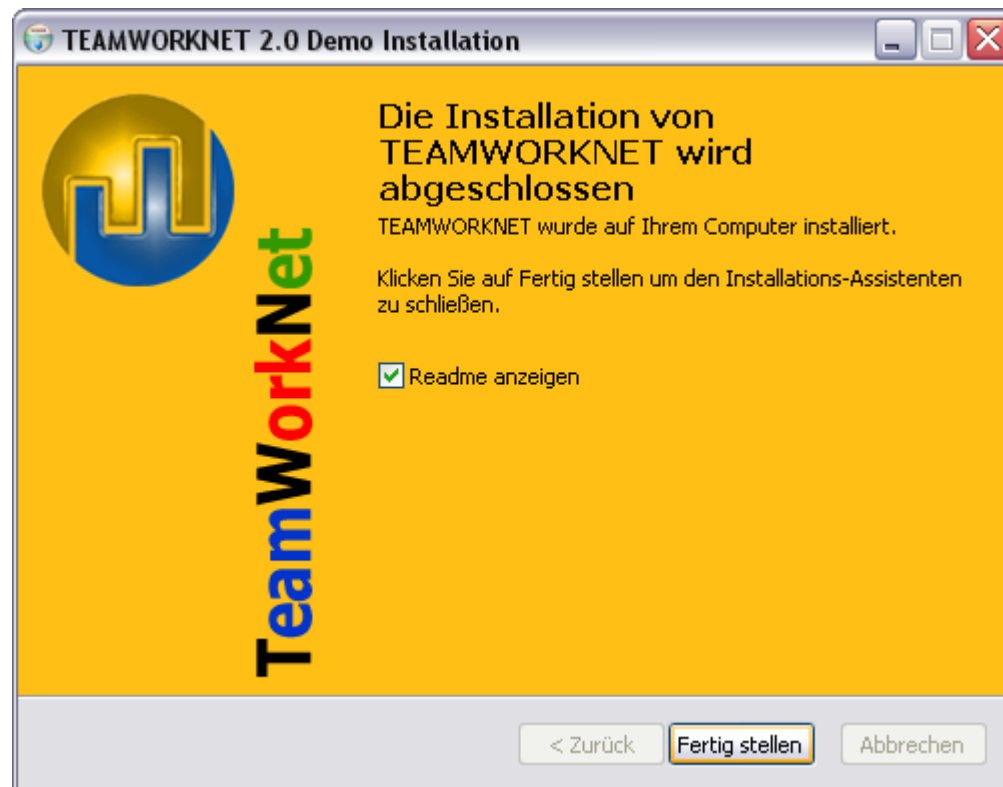 TEAMWORKNET 2.0 Demo Installation
Die Installation von
TEAMWORKNET wird
abgeschlossen
TEAMWORKNET wurde auf Ihrem Computer installiert.
Klicken Sie auf Fertig stellen um den Installations-Assistenten
zu schließen.
Readme anzeigen
TeamWorkNet
< Zurück
Fertig stellen
Abbrechen